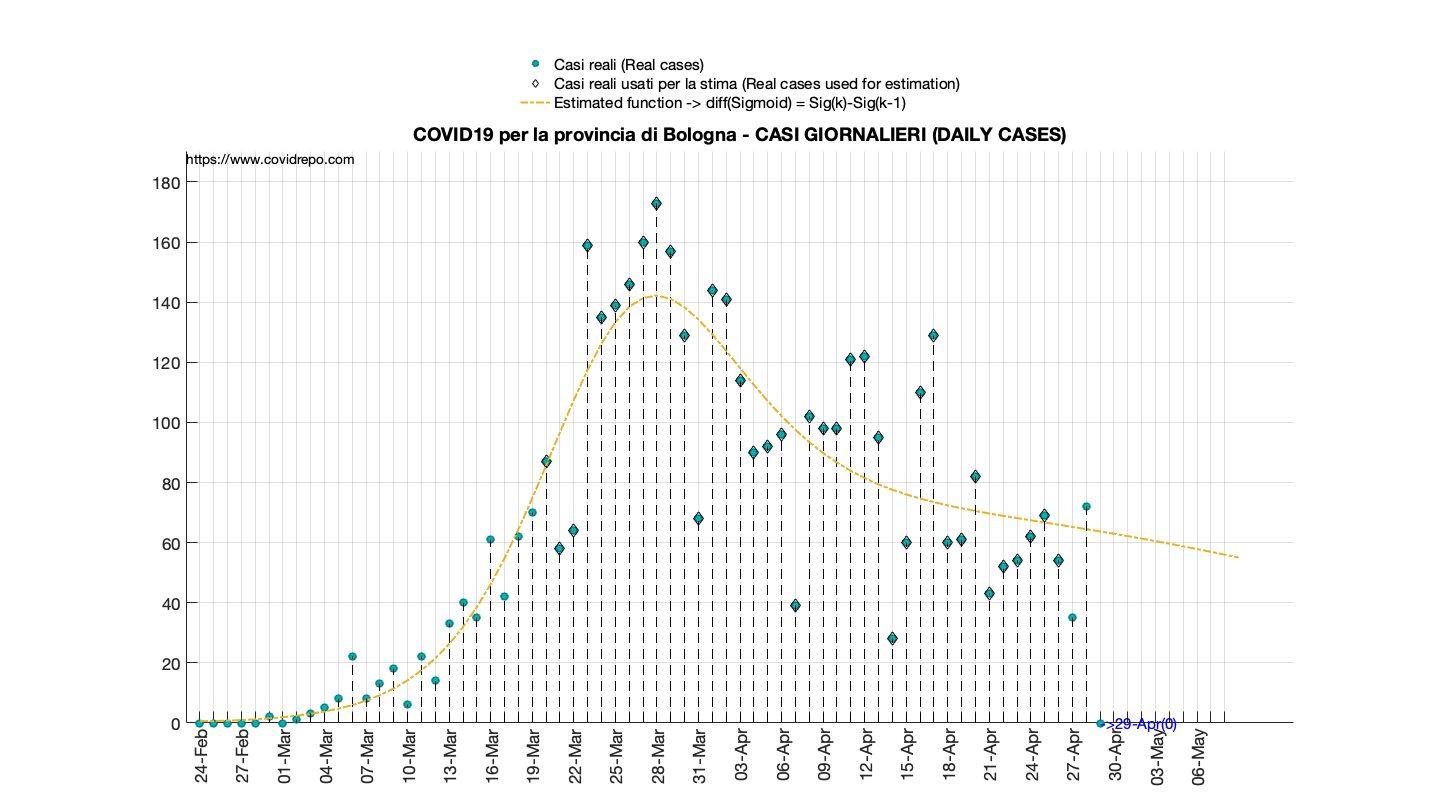 Casi reali (Real cases)
Casi reali usati per la stima (Real cases used for estimation)
Estimated function -> diff(Sigmoid) = Sig(k)-Sig(k-1)
COVID19 per la provincia di Bologna - CASI GIORNALIERI (DAILY CASES)
https://www.covidrepo.com
180
160
140
120
100
80
60
40
20
0
->29-Apr(0)
24-Feb
27-Feb
01-Mar
04-Mar
07-Mar
10-Mar
13-Mar
16-Mar
19-Mar
22-Mar
25-Mar
28-Mar
31-Mar
03-Apr
06-Apr
09-Apr
12-Apr
15-Apr
18-Apr
21-Apr
24-Apr
27-Apr
30-Apr
03-May
06-May